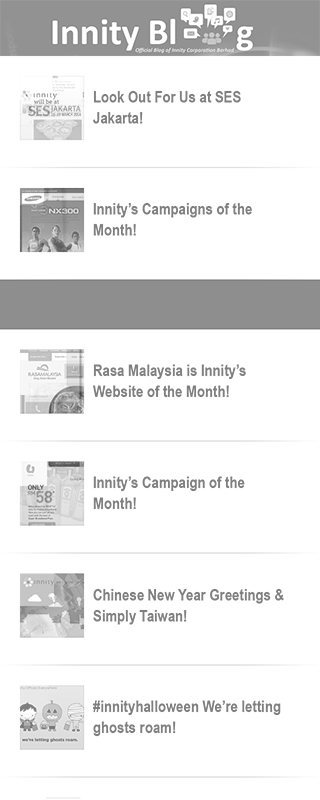 Innity Bl g
Official Blog of Innity Corporation Berhad
innity
will be at
SES JAKARTA
Look Out For Us at SES
Jakarta!
NX300
Innity’s Campaigns of the
Month!
RASA MALAYSIA
Rasa Malaysia is Innity’s
Website of the Month!
ONLY
58
Innity’s Campaign of the
Month!
innity
Chinese New Year Greetings &
Simply Taiwan!
we're letting ghosts roam.
#innityhalloween We’re letting
ghosts roam!